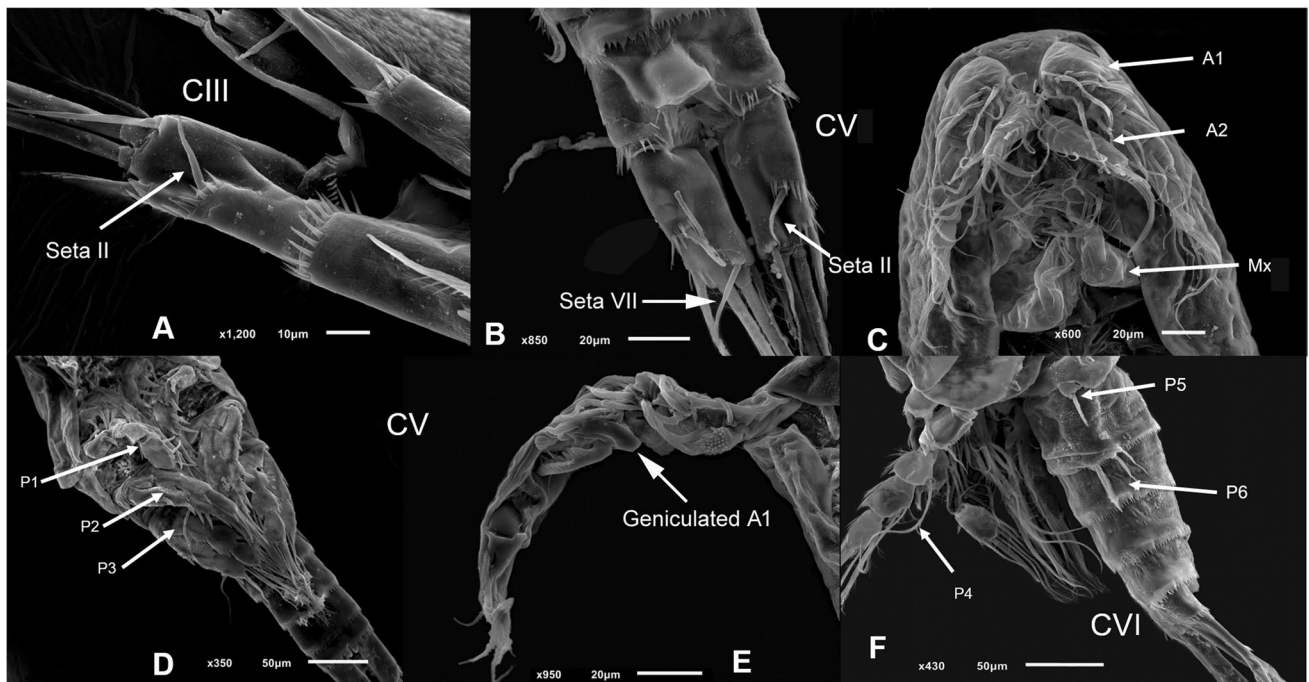 CIII
Seta II
A
x1,200 10µm
CV
Seta II
Seta VII
B
x850 20µm
A1
A2
Mx
C
x600 20µm
CV
P1
P2
P3
D
x350 50µm
Geniculated A1
E
x950 20µm
P5
P6
P4
CVI
F
x430 50µm